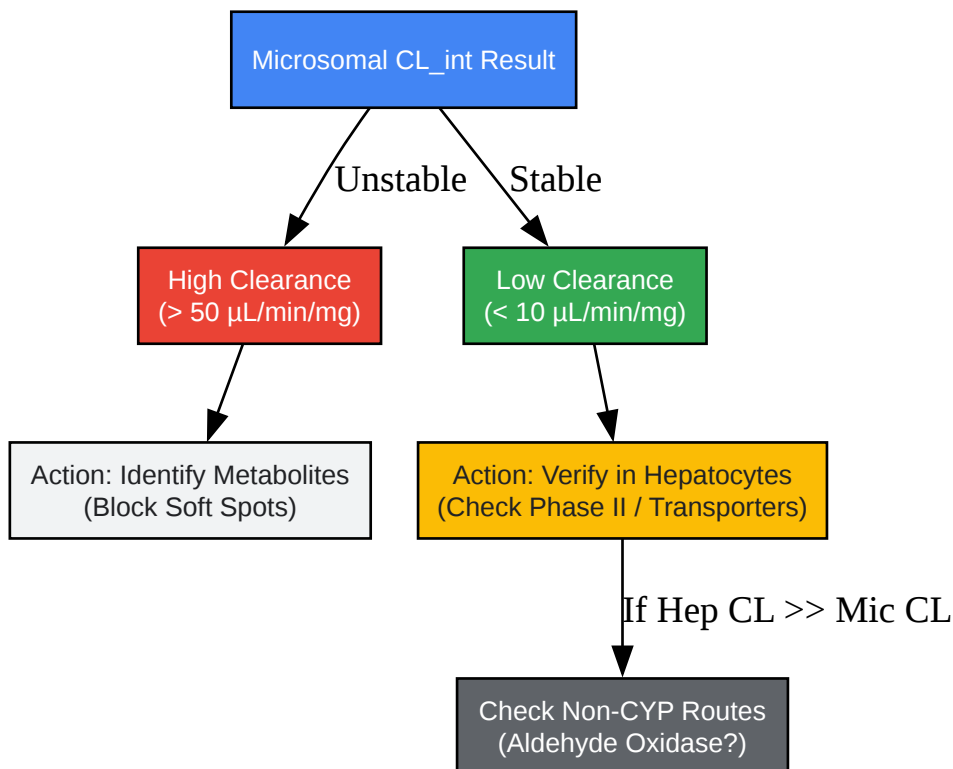 Microsomal CL_int Result
Unstable
Stable
High Clearance
(> 50 µL/min/mg)
Low Clearance
(< 10 µL/min/mg)
Action: Identify Metabolites
(Block Soft Spots)
Action: Verify in Hepatocytes
(Check Phase II / Transporters)
If Hep CL >> Mic CL
Check Non-CYP Routes
(Aldehyde Oxidase?)